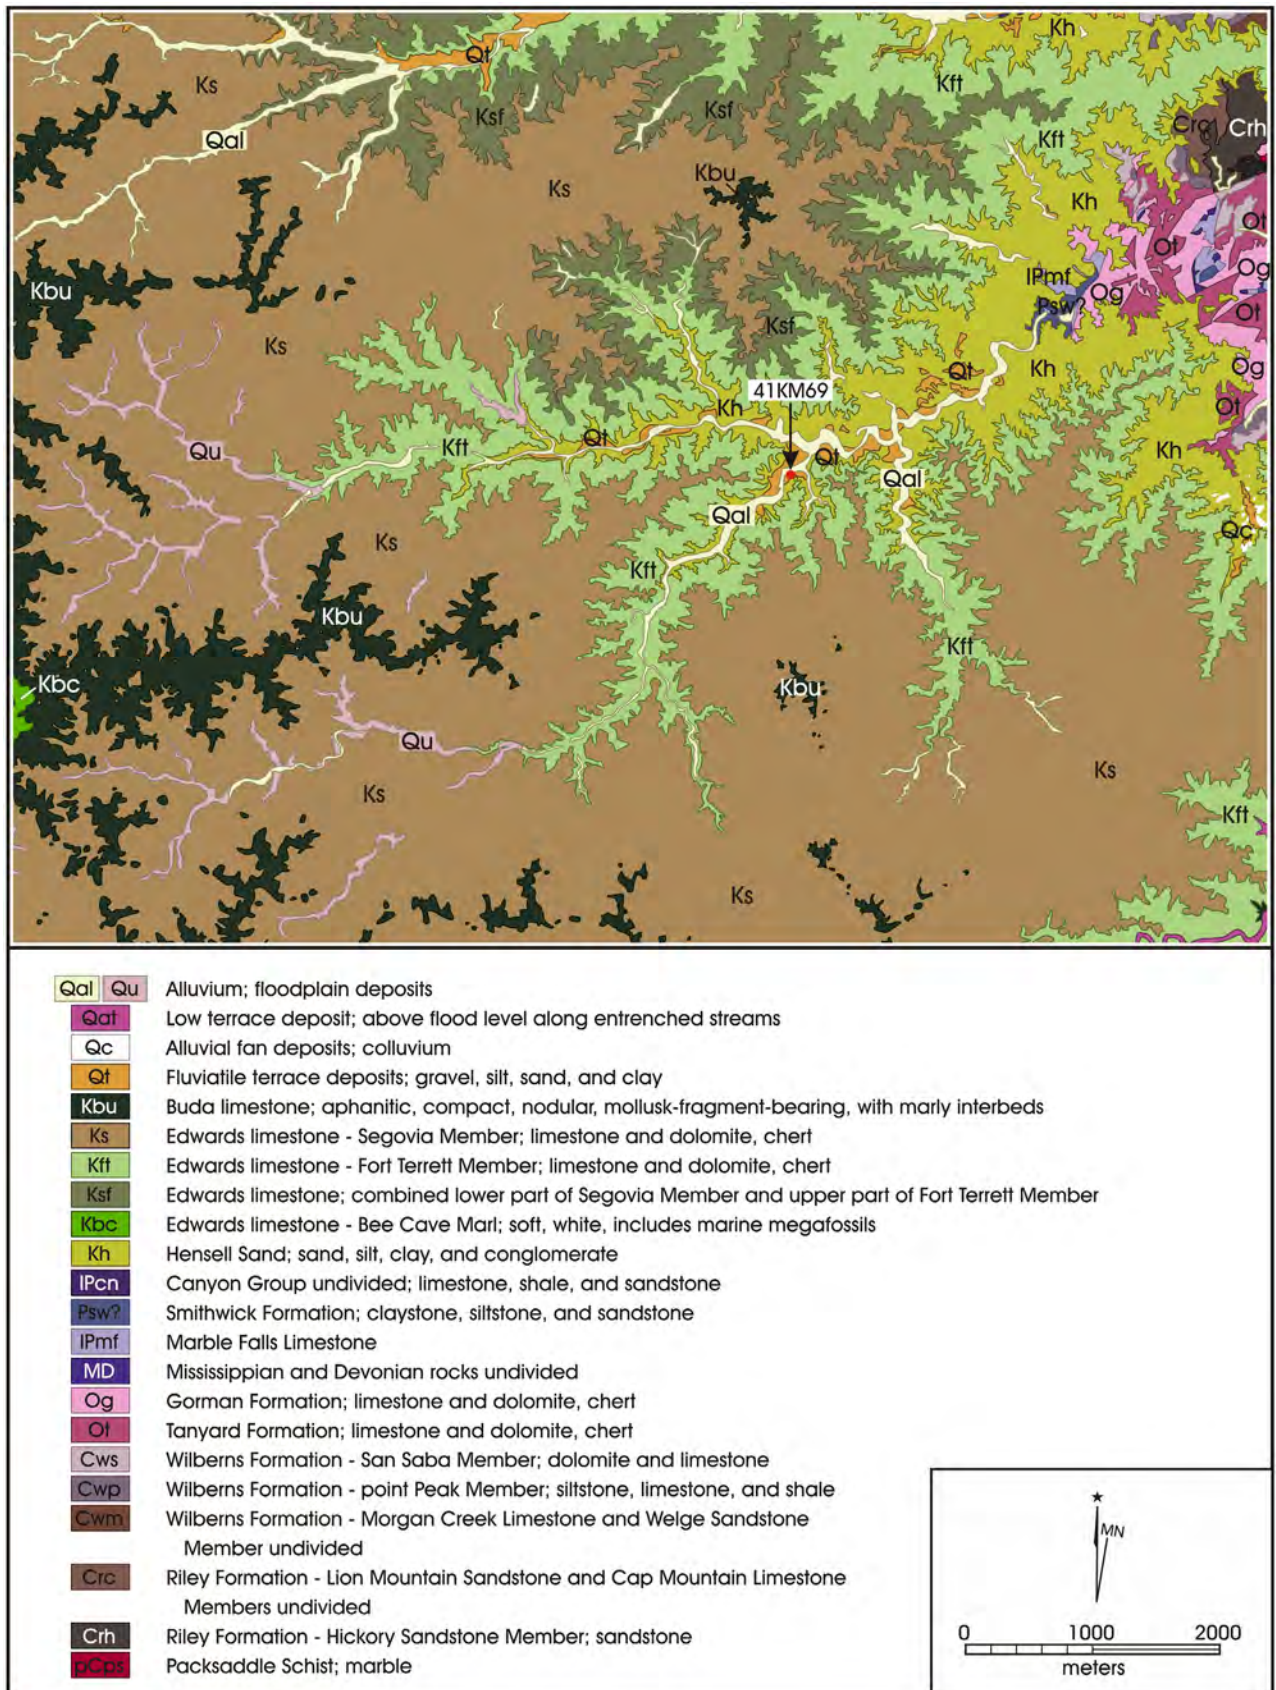 Kh
Qt
Ks
Kft
Ksf
Ksf
Crc
Crh
Qal
Kft
Kbu
Ks
Kh
Ot
Ot
Kbu
IPmf
Og
Og
Psw?
Ot
Ksf
Ks
Qt
Kh
Og
41KM69
Kh
Ot
Qt
Kft
Qu
Qt
Kh
Qal
Qal
Qc
Ks
Kft
Kbu
Kft
Kbc
Kbu
Qu
Ks
Ks
Kft
Ks
Qal Qu Alluvium; floodplain deposits
Qat Low terrace deposit; above flood level along entrenched streams
Qc Alluvial fan deposits; colluvium
Qt Fluviatile terrace deposits; gravel, silt, sand, and clay
Kbu Buda limestone; aphanitic, compact, nodular, mollusk-fragment-bearing, with marly interbeds
Ks Edwards limestone - Segovia Member; limestone and dolomite, chert
Kft Edwards limestone - Fort Terrett Member; limestone and dolomite, chert
Ksf Edwards limestone; combined lower part of Segovia Member and upper part of Fort Terrett Member
Kbc Edwards limestone - Bee Cave Marl; soft, white, includes marine megafossils
Kh Hensell Sand; sand, silt, clay, and conglomerate
IPcn Canyon Group undivided; limestone, shale, and sandstone
Psw? Smithwick Formation; claystone, siltstone, and sandstone
IPmf Marble Falls Limestone
MD Mississippian and Devonian rocks undivided
Og Gorman Formation; limestone and dolomite, chert
Ot Tanyard Formation; limestone and dolomite, chert
Cws Wilberns Formation - San Saba Member; dolomite and limestone
Cwp Wilberns Formation - point Peak Member; siltstone, limestone, and shale
Cwm Wilberns Formation - Morgan Creek Limestone and Welge Sandstone
Member undivided
Crc Riley Formation - Lion Mountain Sandstone and Cap Mountain Limestone
Members undivided
Crh Riley Formation - Hickory Sandstone Member; sandstone
pCps Packsaddle Schist; marble
MN
0 1000 2000
meters